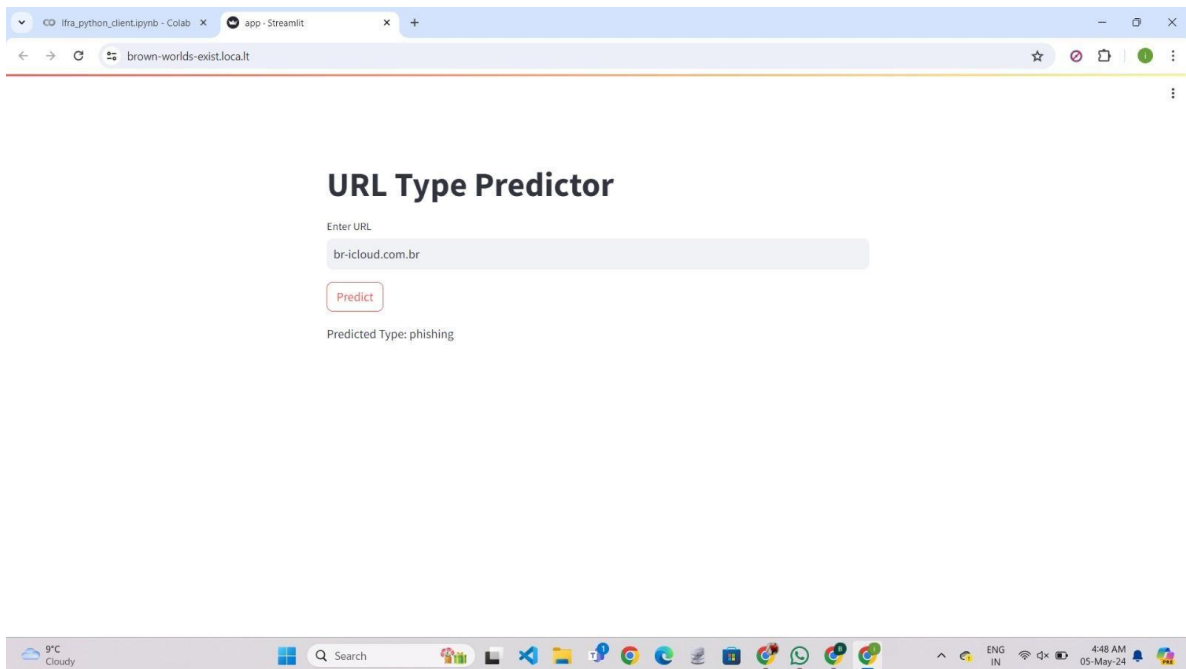 lfra_python_client.ipynb - Colab
app · Streamlit
brown-worlds-exist.loca.lt
URL Type Predictor
Enter URL
br-icloud.com.br
Predict
Predicted Type: phishing
9°C
Cloudy
Search
ENG
IN
4:48 AM
05-May-24